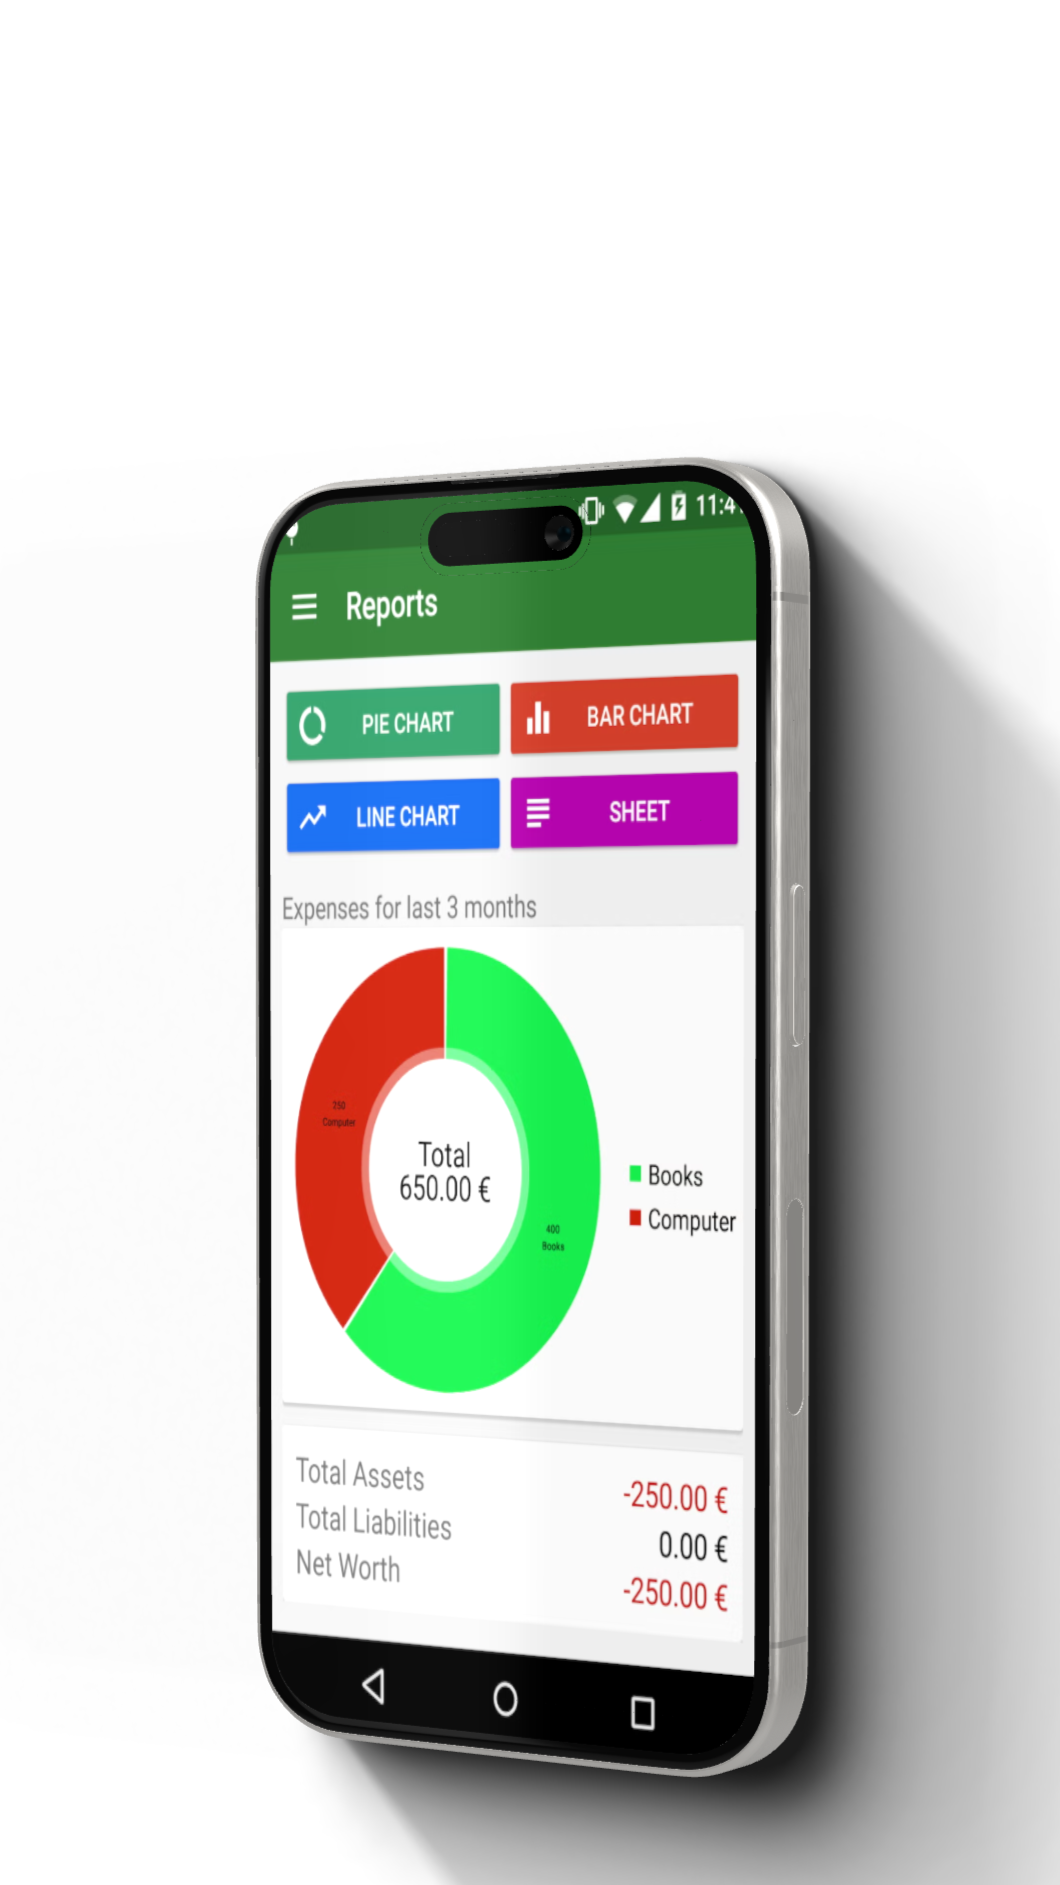 11:4
Reports
PIE CHART
BAR CHART
LINE CHART
SHEET
Expenses for last 3 months
250
Computer
Total
650.00 €
400
Books
Books
Computer
Total Assets
-250.00 €
Total Liabilities
0.00 €
Net Worth
-250.00 €